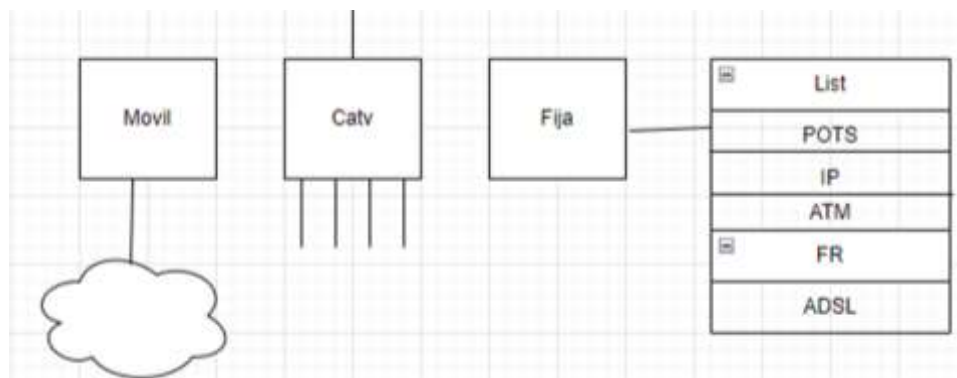 Movil
Catv
Fija
List
POTS
IP
ATM
FR
ADSL